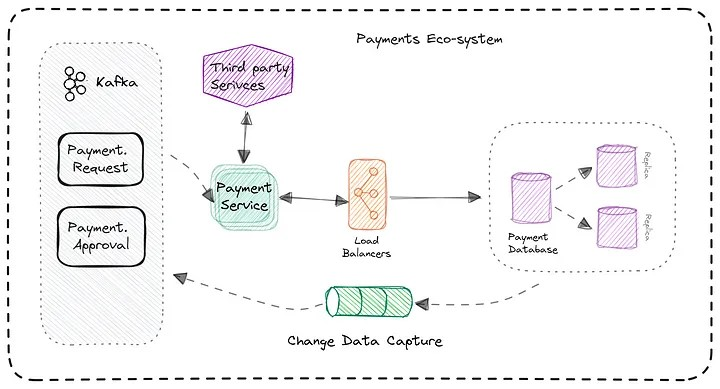 Payments Eco-system
Kafka
Payment.
Request
Payment.
Approval
Third party
Serivces
Payment
Service
Load
Balancers
Payment
Database
Replica
Replica
Change Data Capture